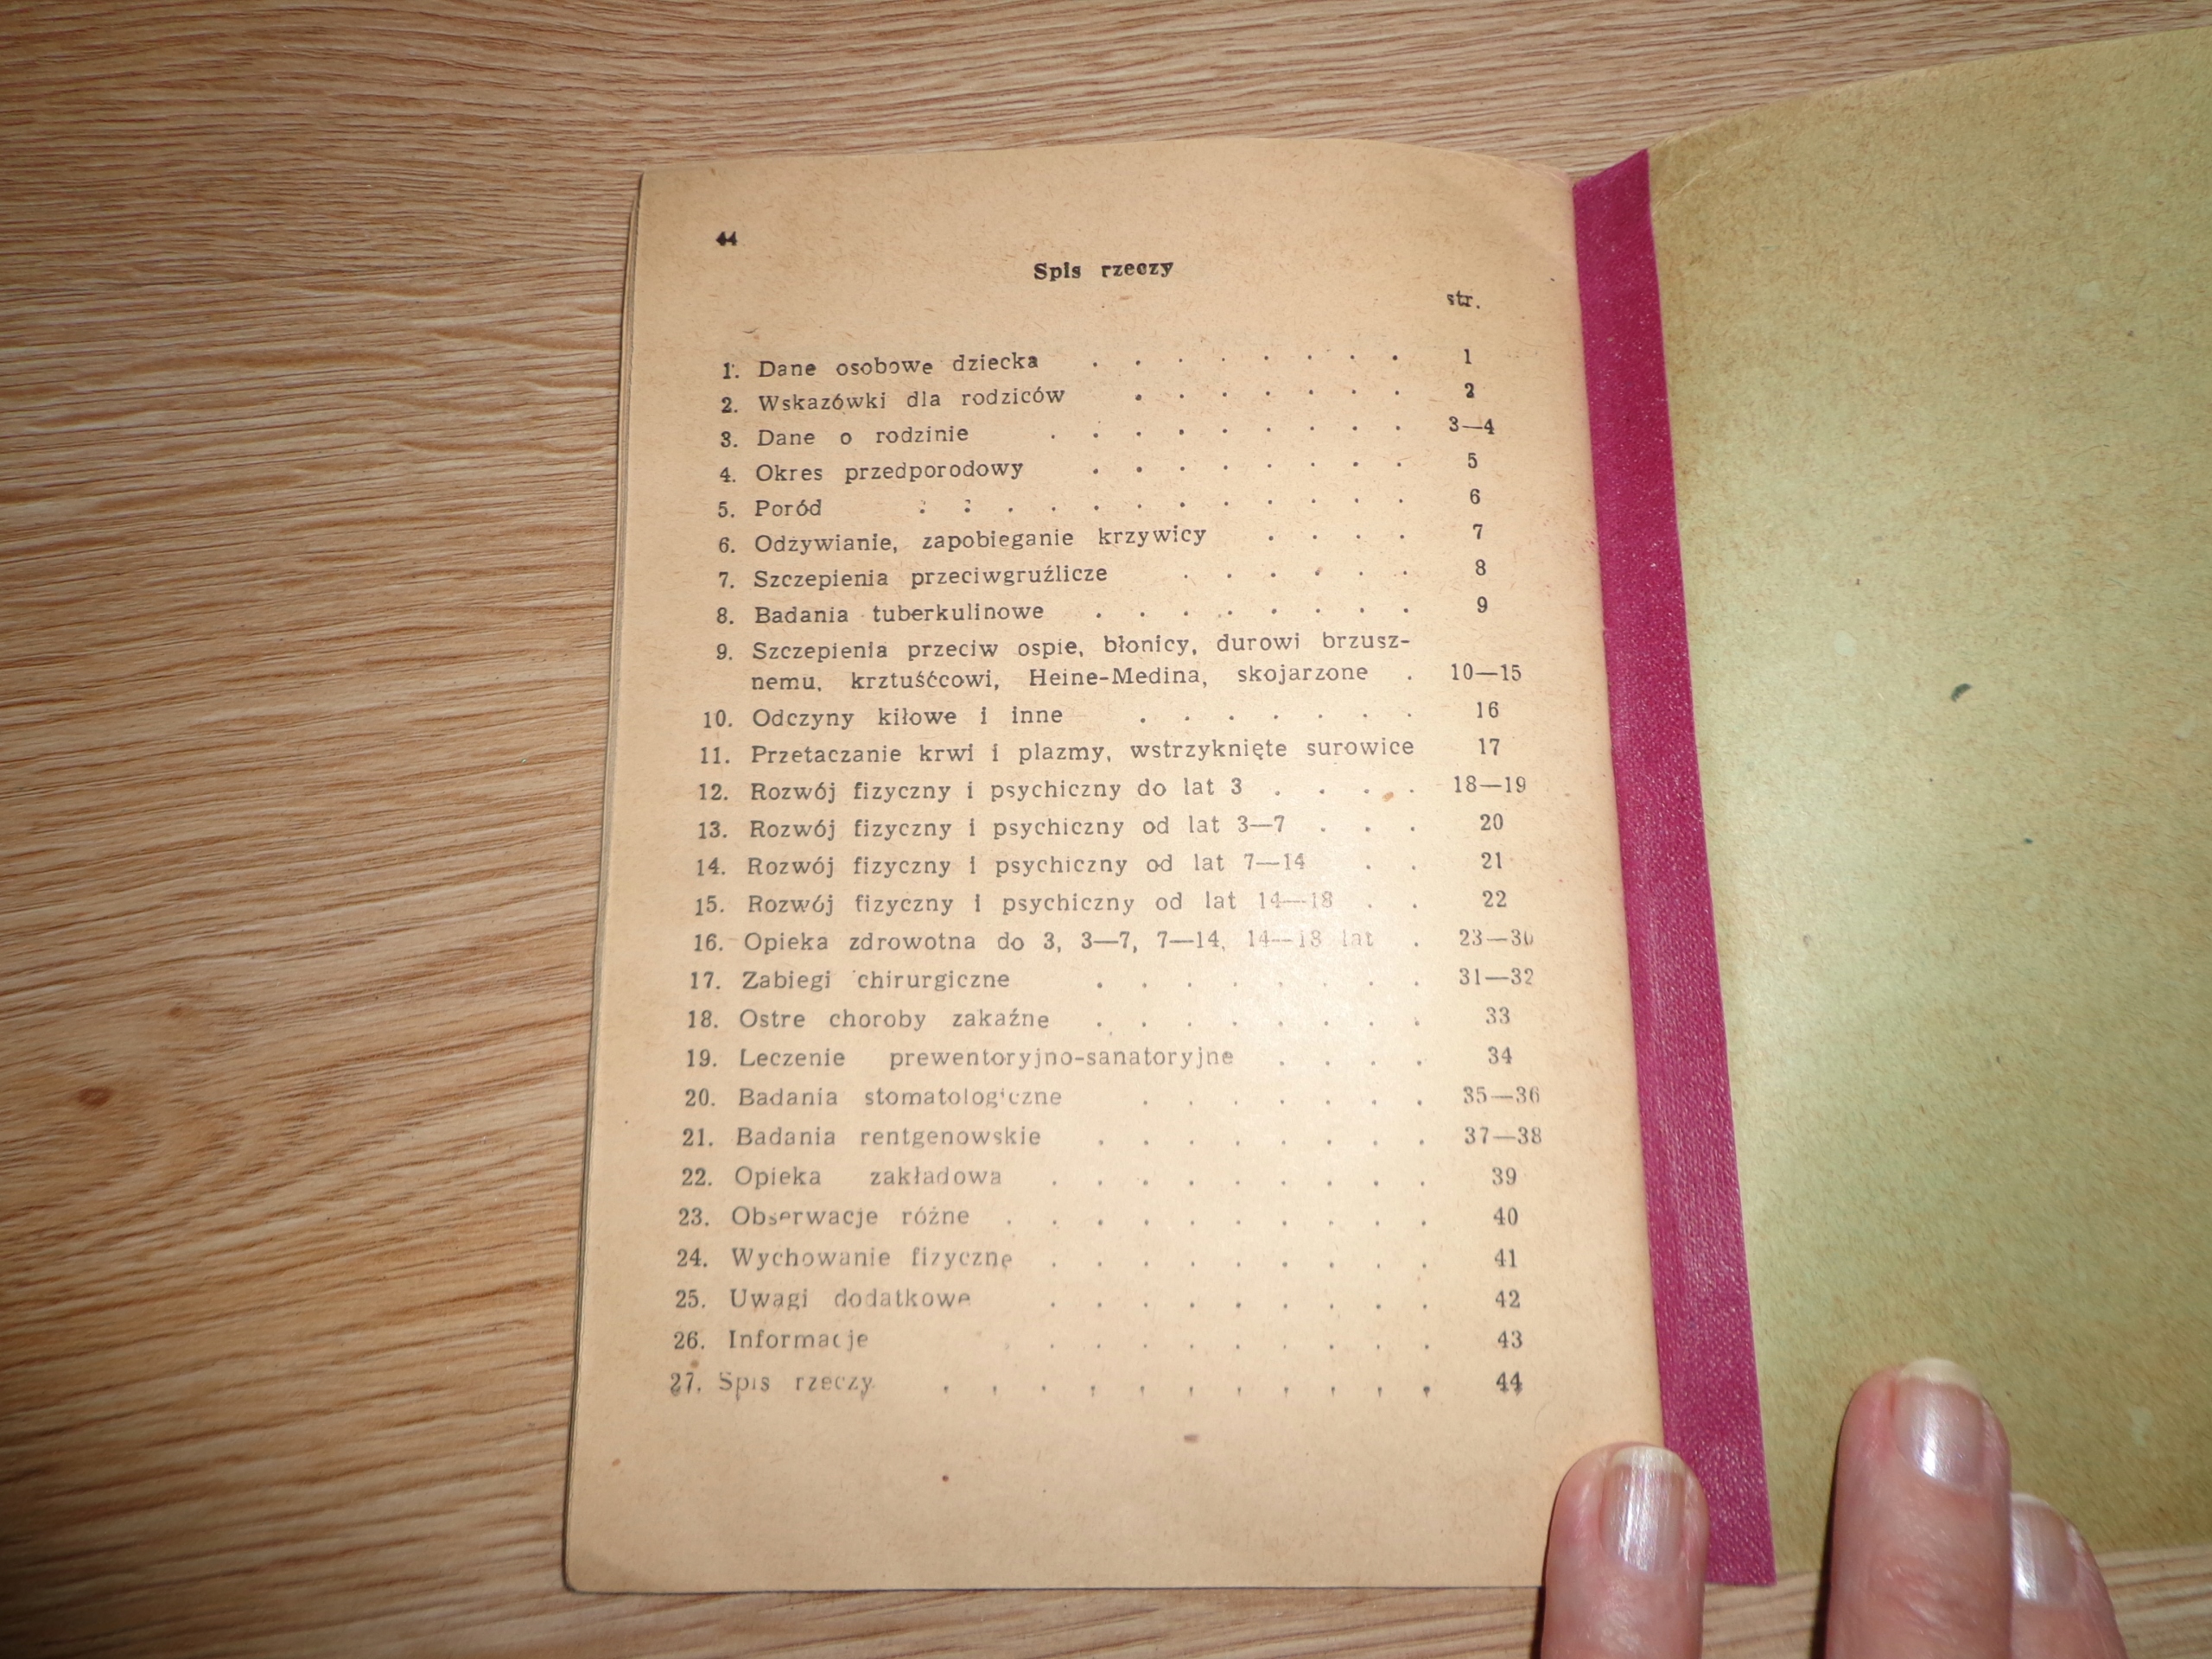 44
Spis rzeczy
str.
1. Dane osobowe dziecka . . . . . . . . 1
2. Wskazówki dla rodziców . . . . . . . 2
3. Dane o rodzinie . . . . . . . . . 3—4
4. Okres przedporodowy . . . . . . . . 5
5. Poród . . . . . . . . . . . . 6
6. Odżywianie, zapobieganie krzywicy . . . . 7
7. Szczepienia przeciwgruźlicze . . . . . . 8
8. Badania tuberkulinowe . . . . . . . . 9
9. Szczepienia przeciw ospie, błonicy, durowi brzusz-
nemu, krztuśćcowi, Heine-Medina, skojarzone . 10—15
10. Odczyny kiłowe i inne . . . . . . . 16
11. Przetaczanie krwi i plazmy, wstrzyknięte surowice 17
12. Rozwój fizyczny i psychiczny do lat 3 . . . . 18—19
13. Rozwój fizyczny i psychiczny od lat 3—7 . . . 20
14. Rozwój fizyczny i psychiczny od lat 7—14 . . 21
15. Rozwój fizyczny i psychiczny od lat 14—18 . . 22
16. Opieka zdrowotna do 3, 3—7, 7—14, 14—18 lat . 23—30
17. Zabiegi chirurgiczne . . . . . . . . 31—32
18. Ostre choroby zakaźne . . . . . . . . 33
19. Leczenie prewentoryjno-sanatoryjne . . . . 34
20. Badania stomatologiczne . . . . . . . 35—36
21. Badania rentgenowskie . . . . . . . . 37—38
22. Opieka zakładowa . . . . . . . . . 39
23. Obserwacje różne . . . . . . . . . . 40
24. Wychowanie fizyczne . . . . . . . . . 41
25. Uwagi dodatkowe . . . . . . . . . 42
26. Informacje . . . . . . . . . . 43
27. Spis rzeczy . . . . . . . . . . . 44